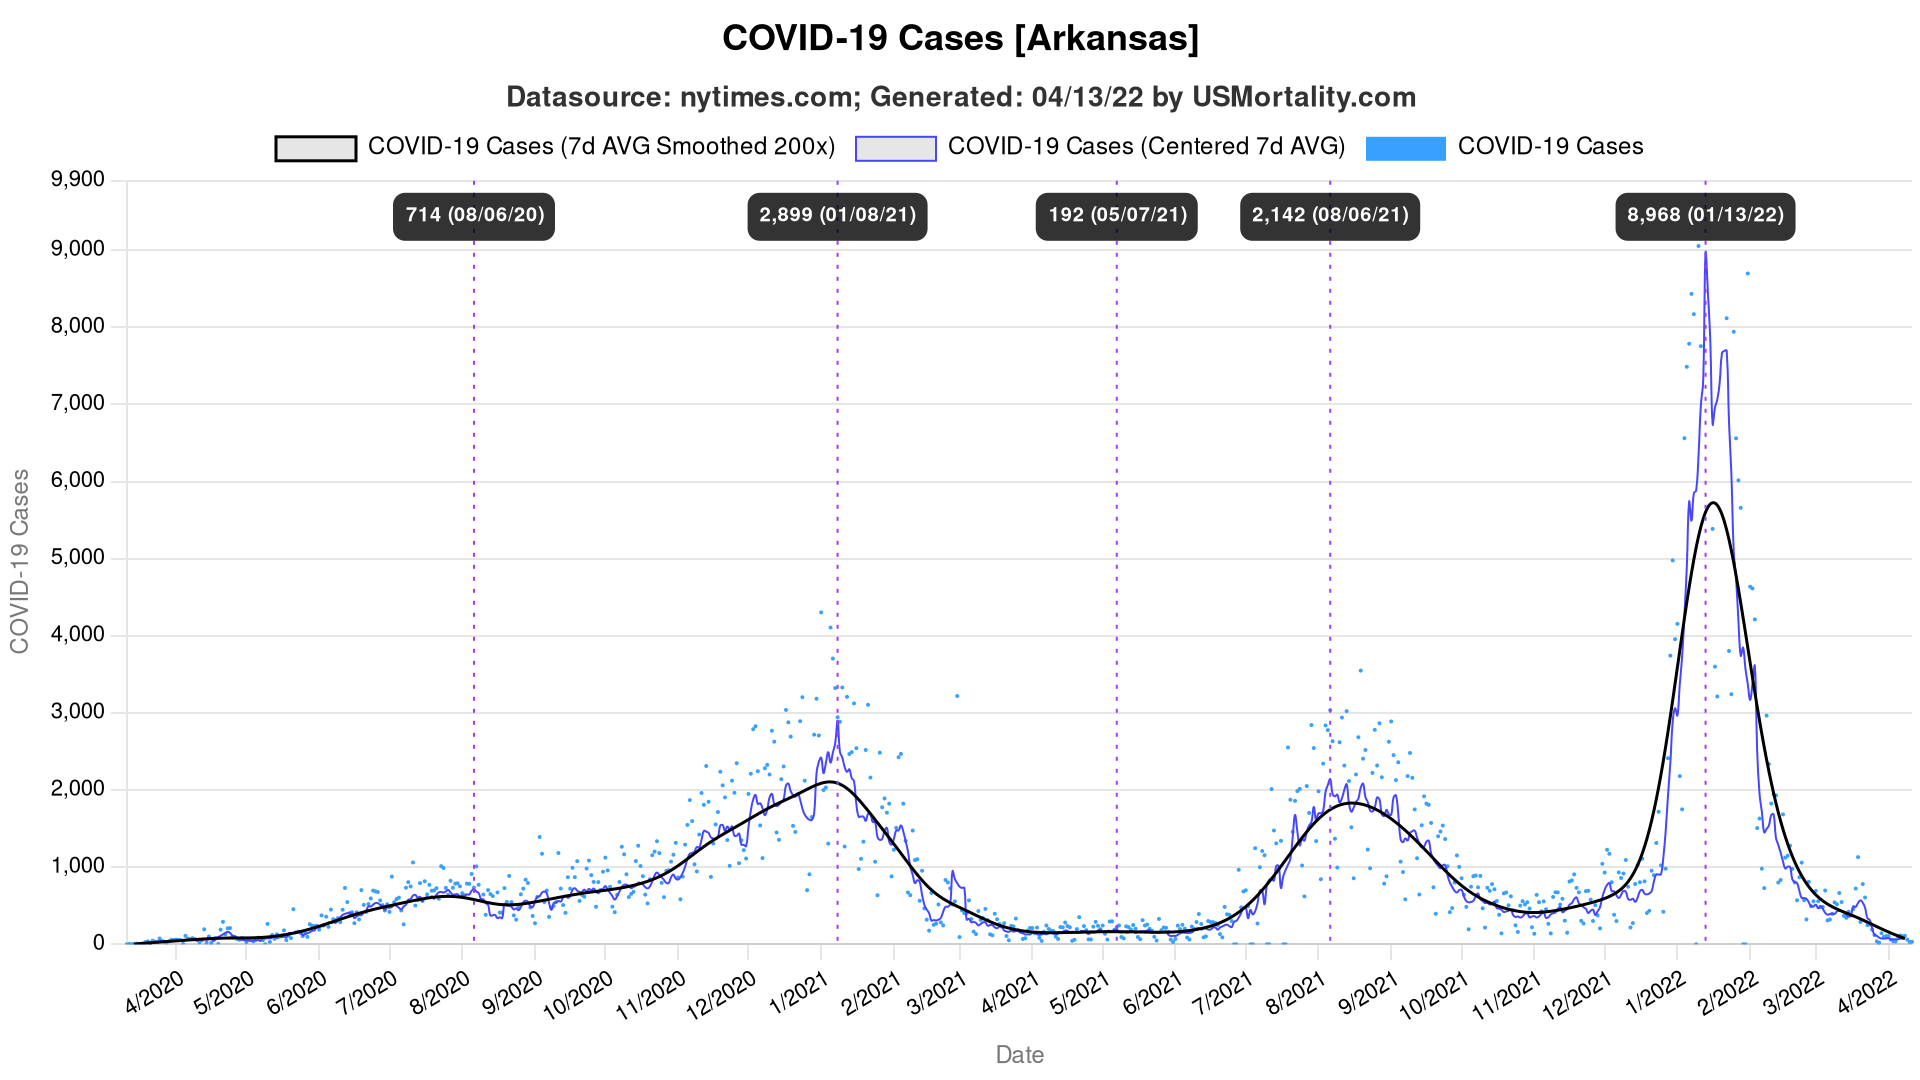 COVID-19 Cases [Arkansas]
Datasource: nytimes.com; Generated: 04/13/22 by USMortality.com
COVID-19 Cases (7d AVG Smoothed 200x) COVID-19 Cases (Centered 7d AVG) COVID-19 Cases
9,900
714 (08/06/20) 2,899 (01/08/21) 192 (05/07/21) 2,142 (08/06/21) 8,968 (01/13/22)
9,000
8,000
7,000
6,000
5,000
4,000
3,000
2,000
1,000
0
COVID-19 Cases
4/2020 5/2020 6/2020 7/2020 8/2020 9/2020 10/2020 11/2020 12/2020 1/2021 2/2021 3/2021 4/2021 5/2021 6/2021 7/2021 8/2021 9/2021 10/2021 11/2021 12/2021 1/2022 2/2022 3/2022 4/2022
Date